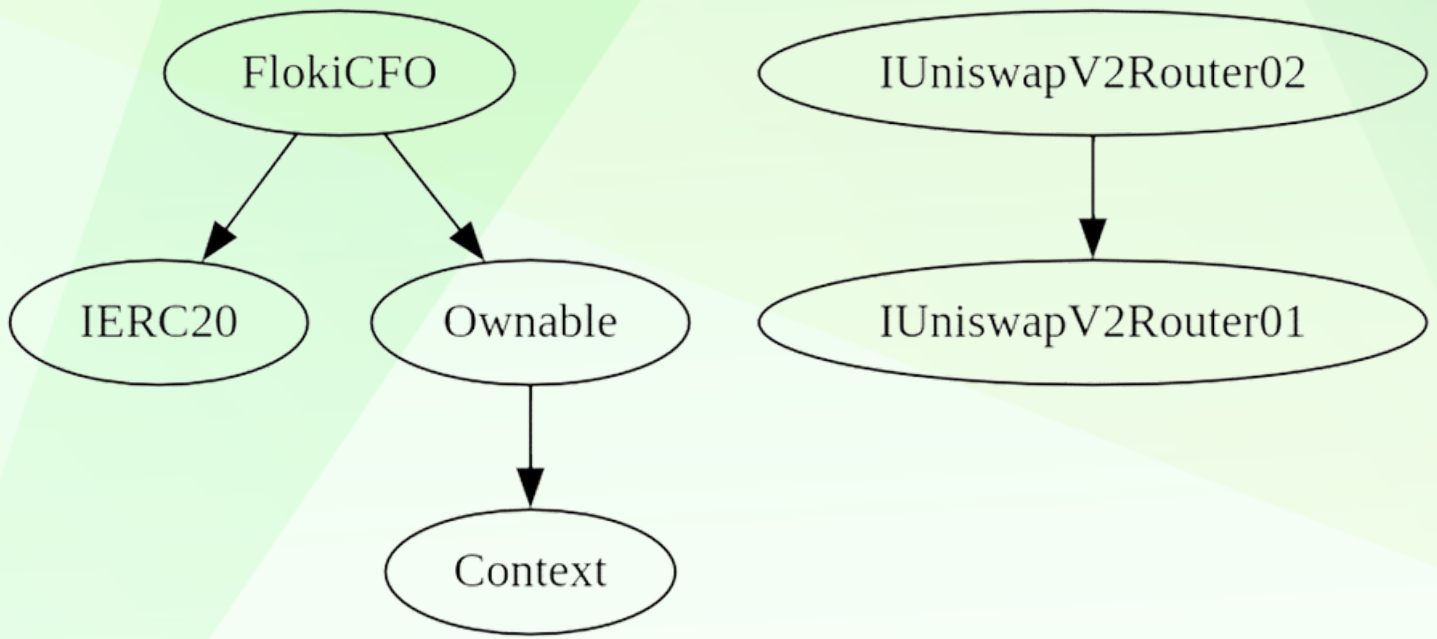 FlokiCFO
IUniswapV2Router02
IERC20
Ownable
IUniswapV2Router01
Context